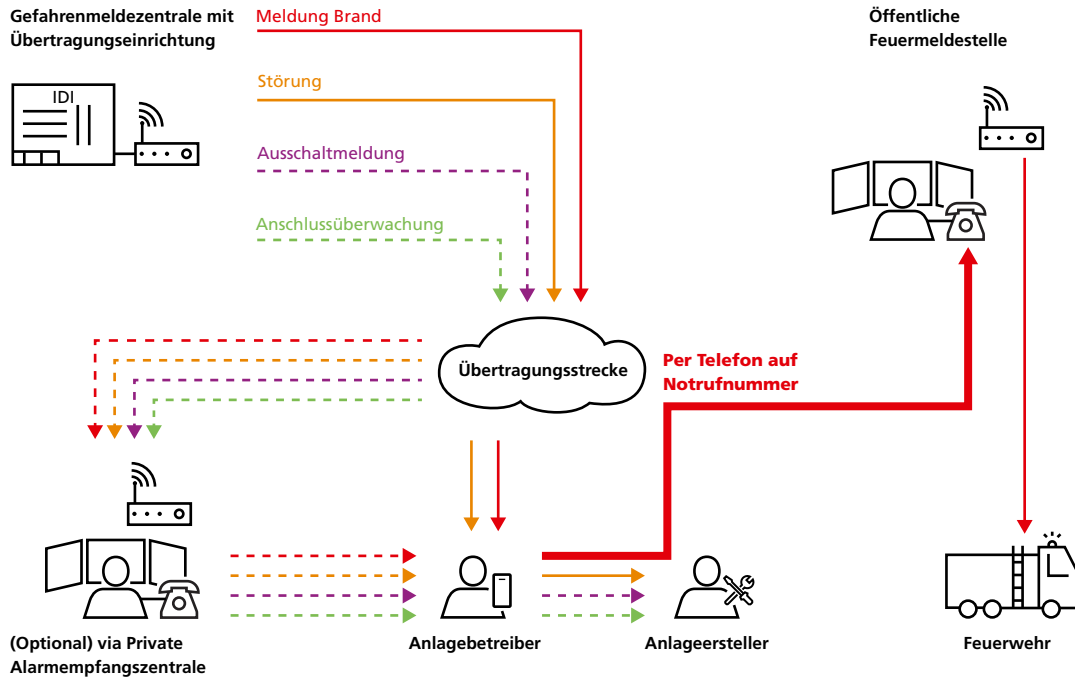 Gefahrenmeldezentrale mit
Übertragungseinrichtung
IDI
Meldung Brand
Störung
Ausschaltmeldung
Anschlussüberwachung
Öffentliche
Feuermeldestelle
Übertragungsstrecke
Per Telefon auf
Notrufnummer
(Optional) via Private
Alarmempfangszentrale
Anlagebetreiber
Anlageersteller
Feuerwehr